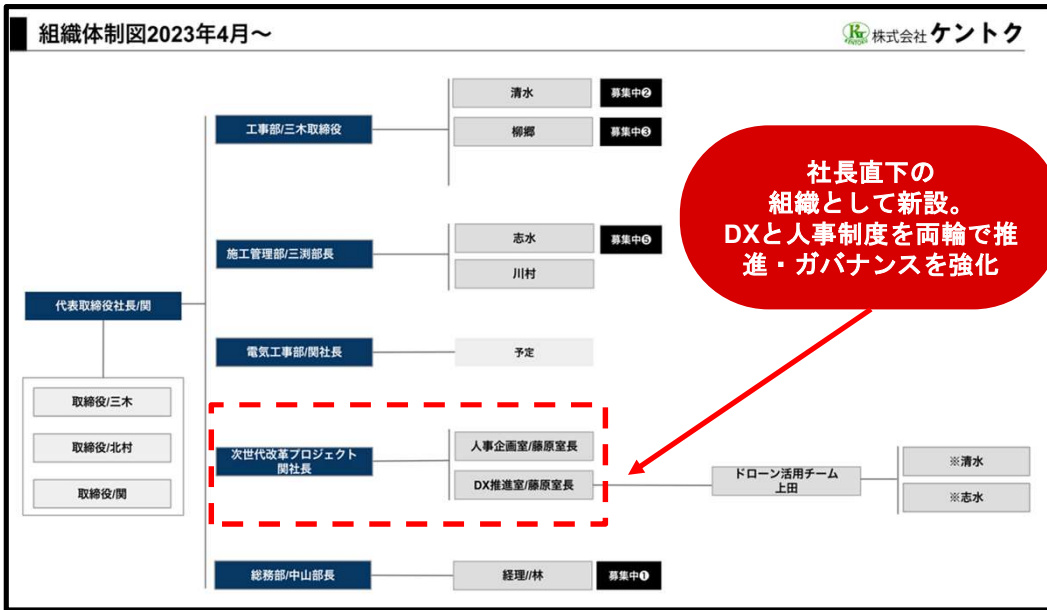 組織体制図2023年4月〜
株式会社ケントク
代表取締役社長/関
取締役/三木
取締役/北村
取締役/関
工事部/三木取締役
清水
募集中❷
柳郷
募集中❸
施工管理部/三渕部長
志水
募集中❺
川村
電気工事部/関社長
予定
次世代改革プロジェクト
関社長
人事企画室/藤原室長
DX推進室/藤原室長
ドローン活用チーム
上田
※清水
※志水
総務部/中山部長
経理//林
募集中❶
社長直下の
組織として新設。
DXと人事制度を両輪で推
進・ガバナンスを強化